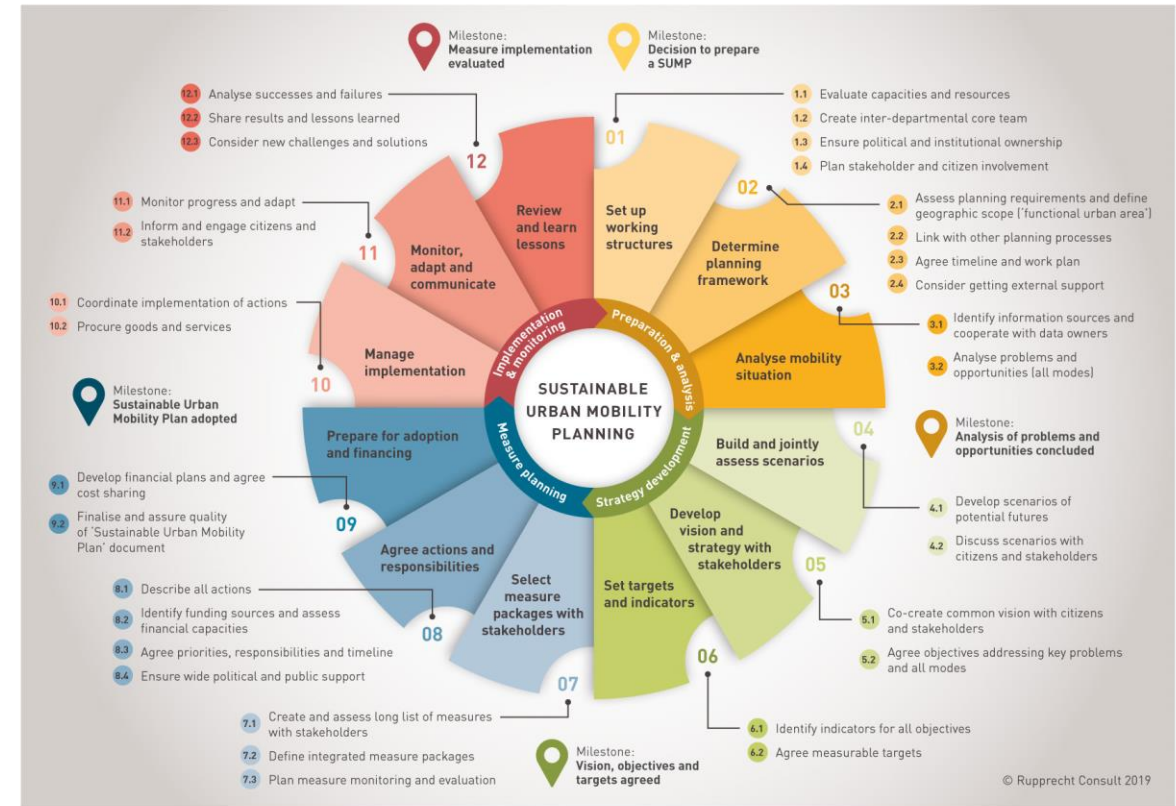 Milestone:
Measure implementation
evaluated
Milestone:
Decision to prepare
a SUMP
12.1 Analyse successes and failures
12.2 Share results and lessons learned
12.3 Consider new challenges and solutions
12
01
1.1 Evaluate capacities and resources
1.2 Create inter-departmental core team
1.3 Ensure political and institutional ownership
1.4 Plan stakeholder and citizen involvement
11.1 Monitor progress and adapt
11.2 Inform and engage citizens and
stakeholders
11
02
2.1 Assess planning requirements and define
geographic scope ('functional urban area')
2.2 Link with other planning processes
2.3 Agree timeline and work plan
2.4 Consider getting external support
Review
and learn
lessons
Set up
working
structures
Monitor,
adapt and
communicate
Determine
planning
framework
10.1 Coordinate implementation of actions
10.2 Procure goods and services
10
03
3.1 Identify information sources and
cooperate with data owners
3.2 Analyse problems and
opportunities (all modes)
Manage
implementation
Analyse mobility
situation
Implementation
& monitoring
Preparation & analysis
SUSTAINABLE
URBAN MOBILITY
PLANNING
Measure planning
Strategy development
Milestone:
Sustainable Urban
Mobility Plan adopted
Milestone:
Analysis of problems and
opportunities concluded
Prepare for adoption
and financing
Build and jointly
assess scenarios
04
4.1 Develop scenarios of
potential futures
4.2 Discuss scenarios with
citizens and stakeholders
9.1 Develop financial plans and agree
cost sharing
9.2 Finalise and assure quality
of 'Sustainable Urban Mobility
Plan' document
09
Agree actions and
responsibilities
Develop
vision and
strategy with
stakeholders
05
5.1 Co-create common vision with citizens
and stakeholders
5.2 Agree objectives addressing key problems
and all modes
8.1 Describe all actions
8.2 Identify funding sources and assess
financial capacities
8.3 Agree priorities, responsibilities and timeline
8.4 Ensure wide political and public support
08
Select
measure
packages with
stakeholders
Set targets
and indicators
06
6.1 Identify indicators for all objectives
6.2 Agree measurable targets
07
7.1 Create and assess long list of measures
with stakeholders
7.2 Define integrated measure packages
7.3 Plan measure monitoring and evaluation
Milestone:
Vision, objectives and
targets agreed
© Rupprecht Consult 2019